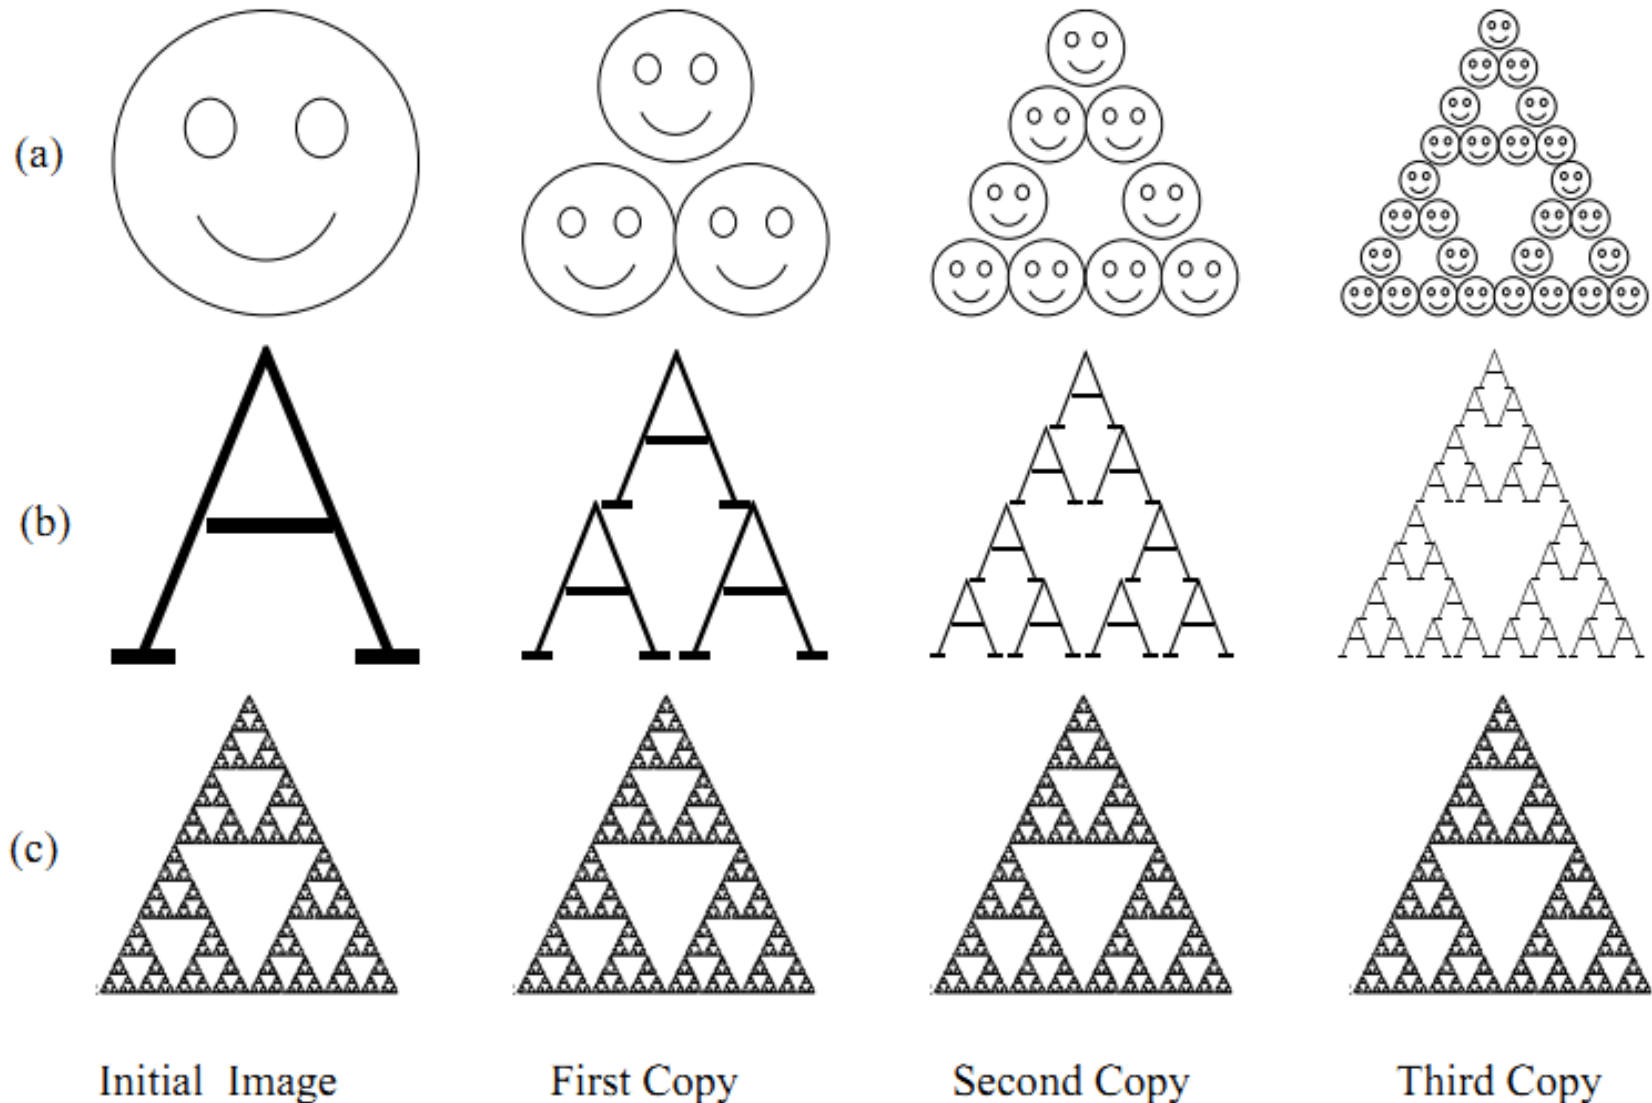 (a)
(b)
(c)
Initial Image
First Copy
Second Copy
Third Copy